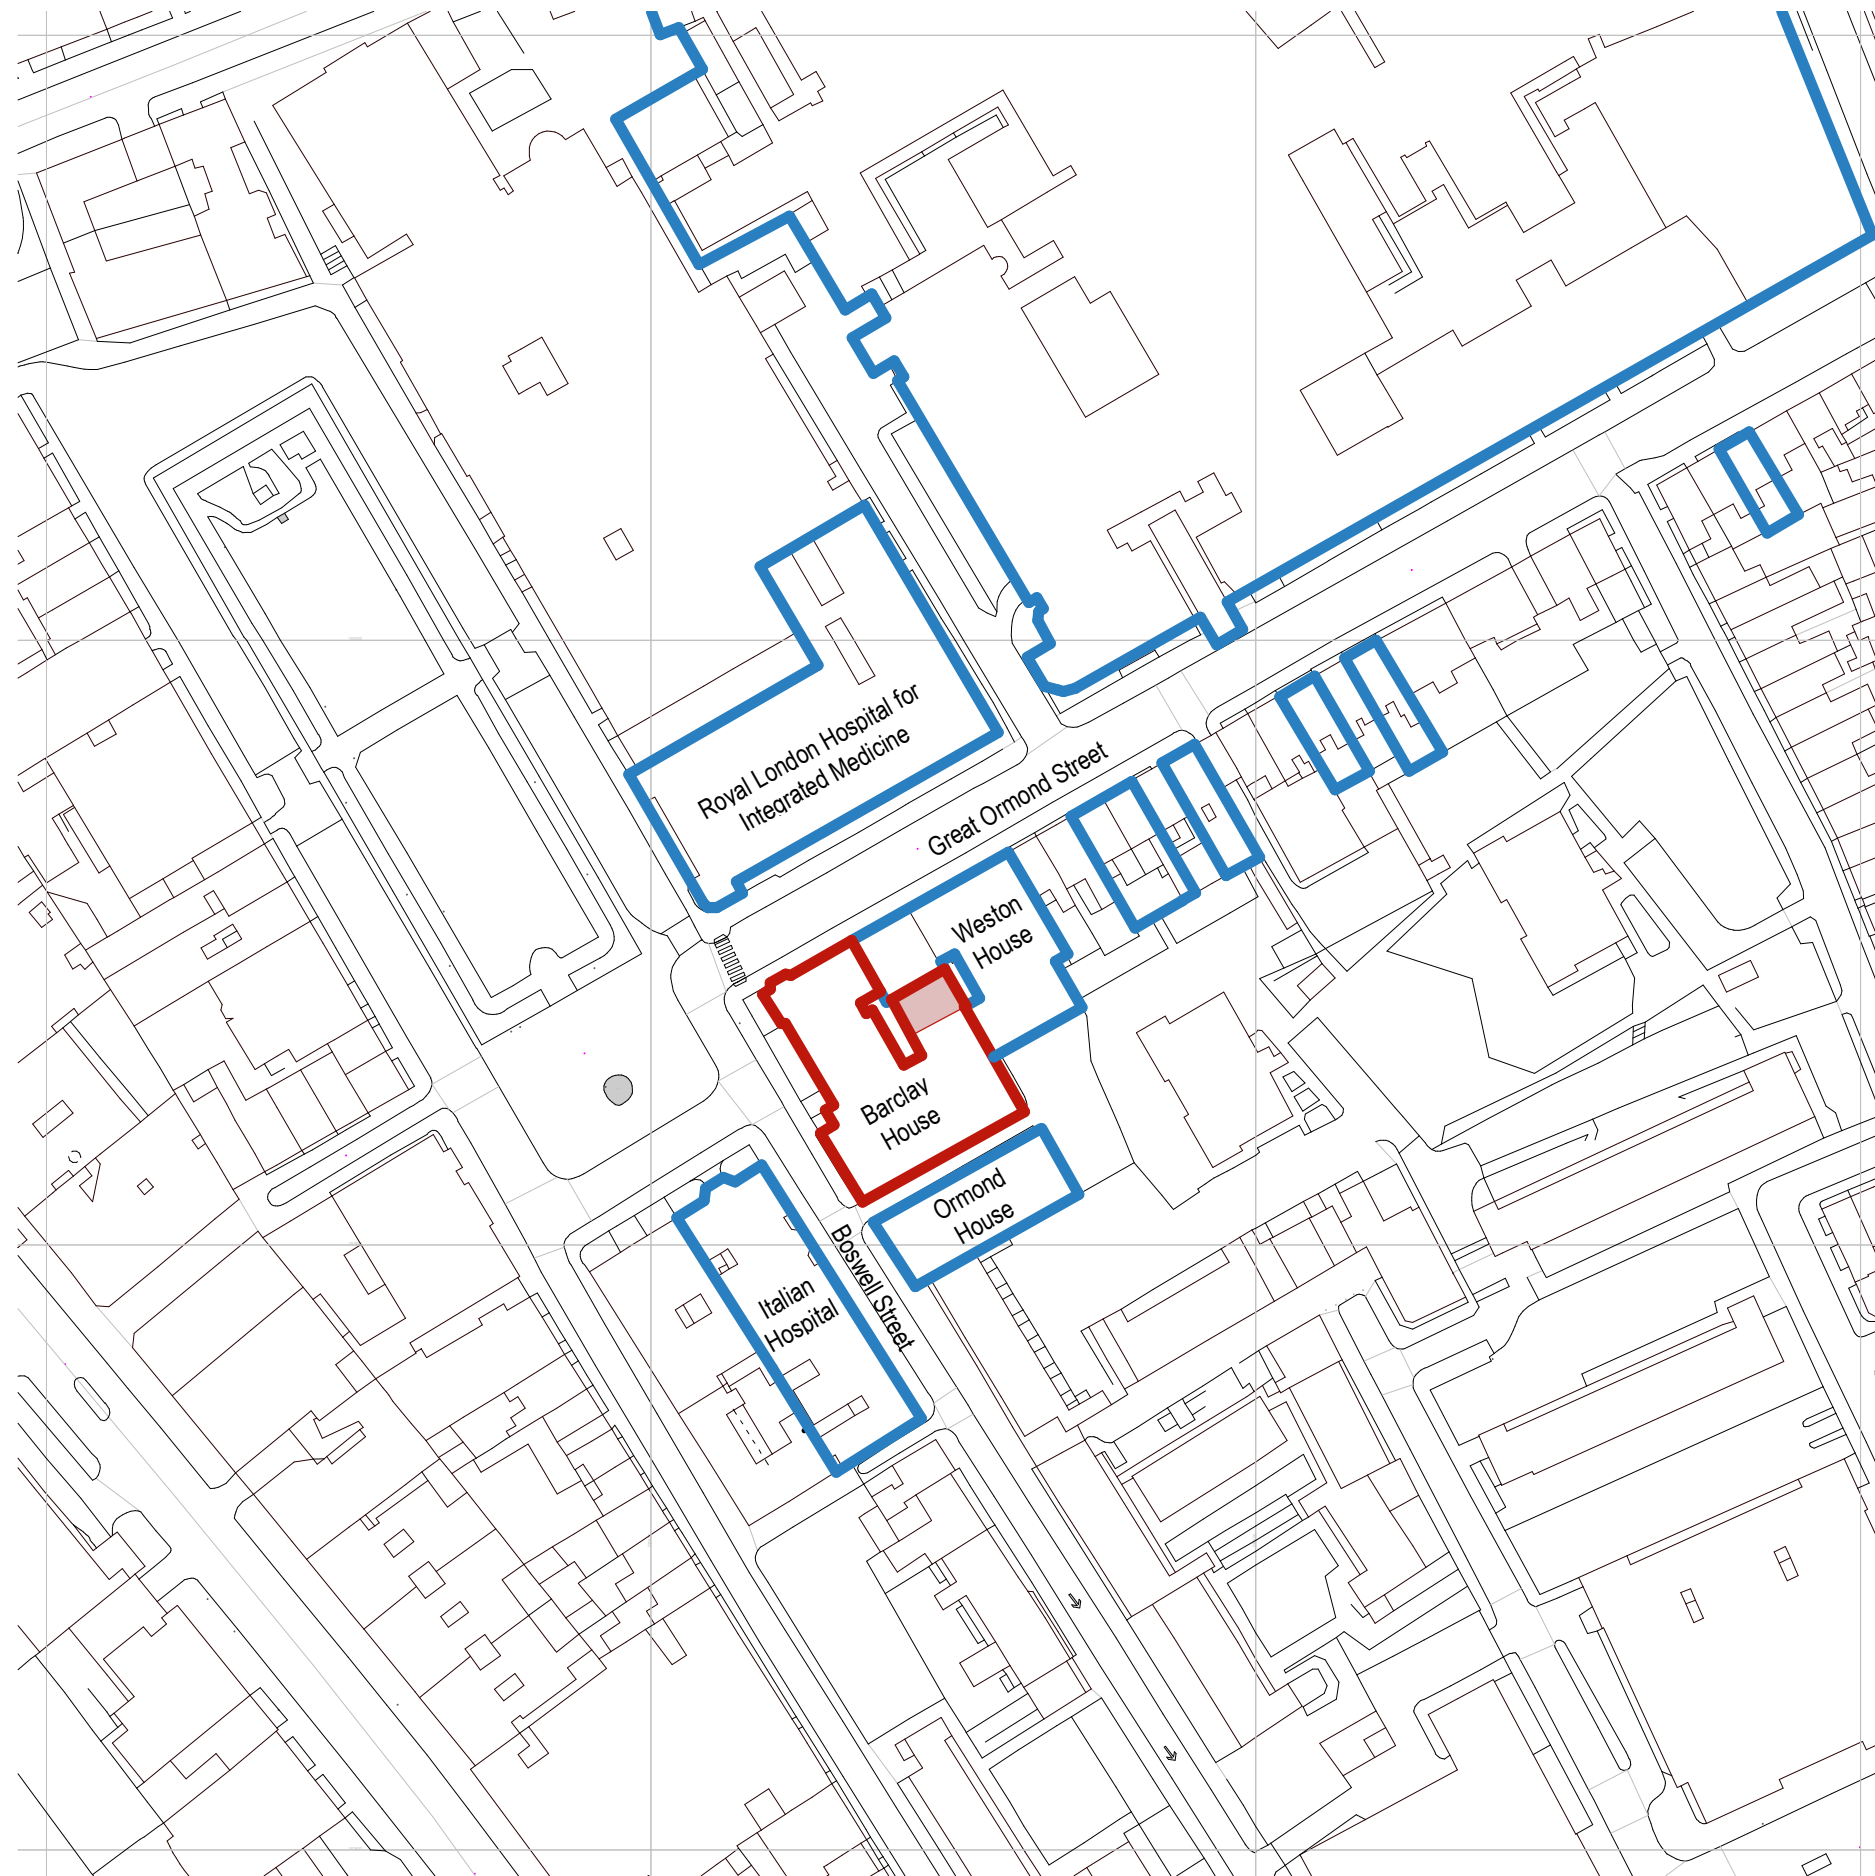 Royal London Hospital for
Integrated Medicine
Great Ormond Street
Weston
House
Barclay
House
Ormond
House
Boswell Street
Italian
Hospital